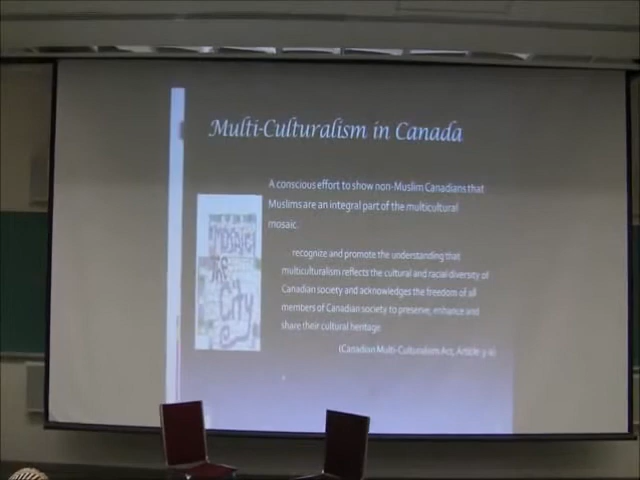 Multi-Culturalism in Canada
A conscious effort to show non-Muslim Canadians that
Muslims are an integral part of the multicultural
mosaic.
recognize and promote the understanding that
multiculturalism reflects the cultural and racial diversity of
Canadian society and acknowledges the freedom of all
members of Canadian society to preserve, enhance and
share their cultural heritage
(Canadian Multi-Culturalism Act, Article 3 a)
mosaic
the
City